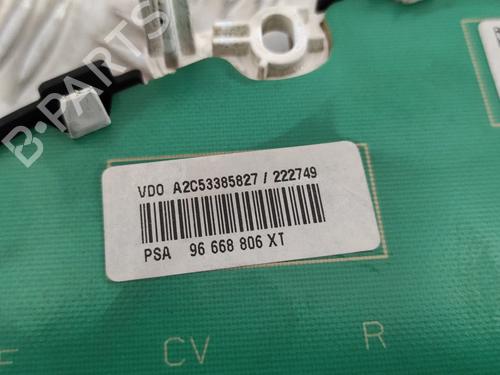 B-PARTS
VDO A2C53385827 / 222749
PSA 96 668 806 XT
CV
R